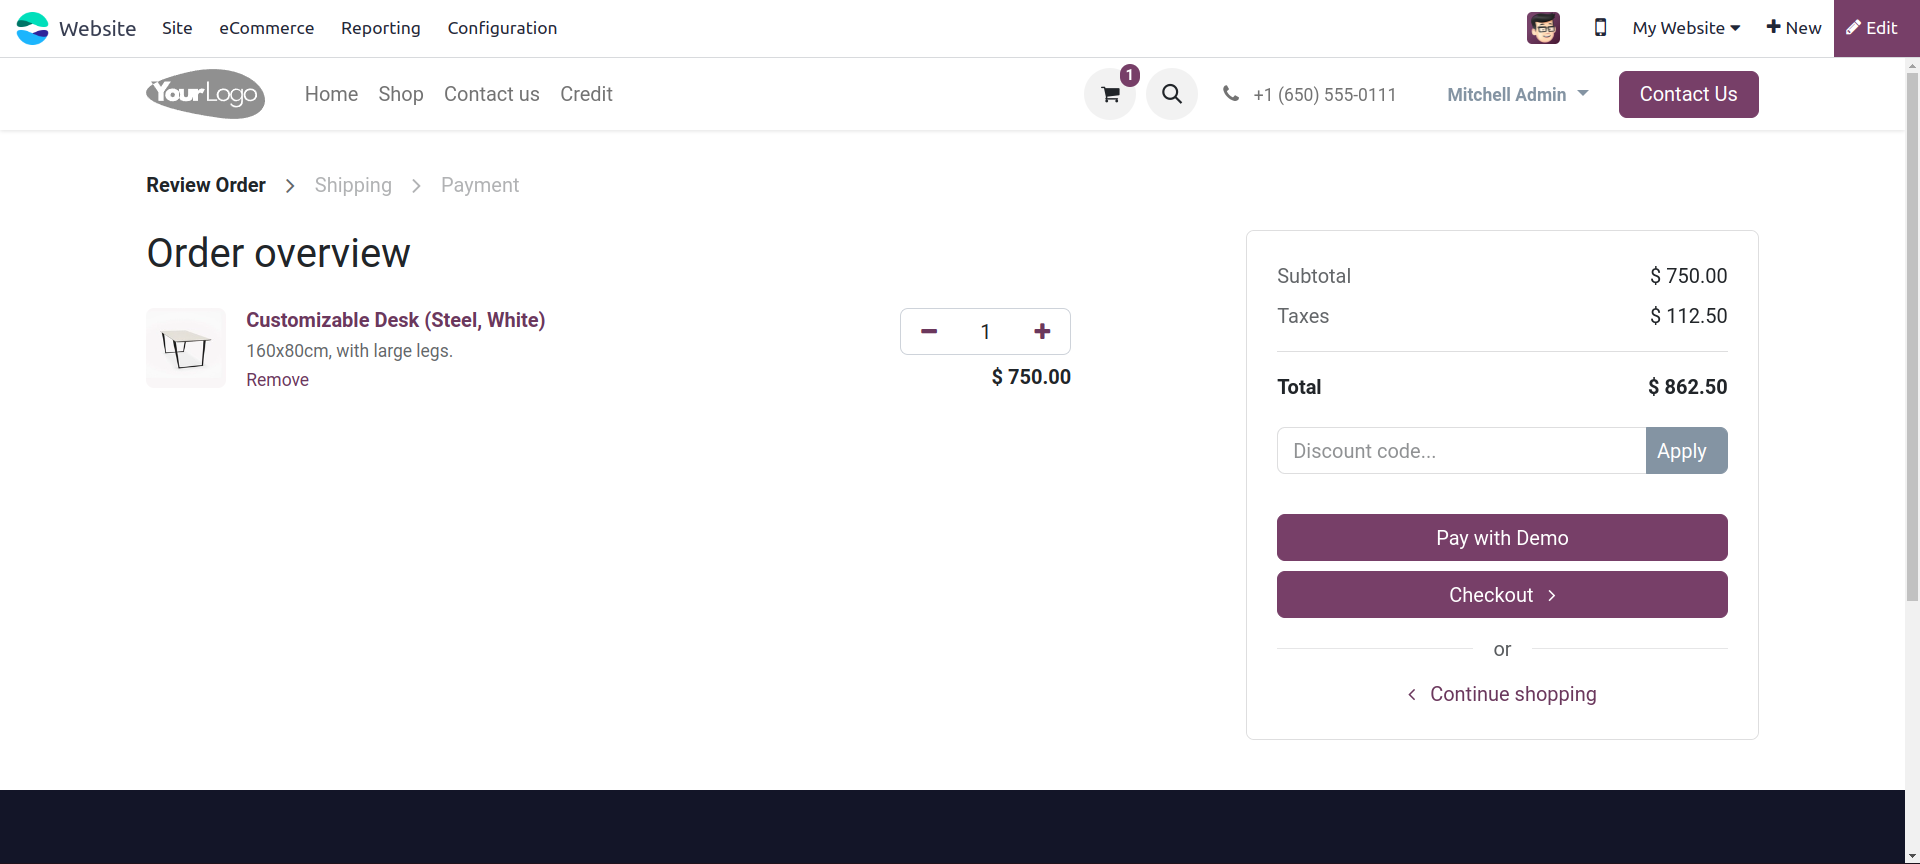 Website Site eCommerce Reporting Configuration My Website New Edit
YourLogo Home Shop Contact us Credit 1 +1 (650) 555-0111 Mitchell Admin Contact Us
Review Order Shipping Payment
Order overview
Customizable Desk (Steel, White)
160x80cm, with large legs.
Remove
1
$ 750.00
Subtotal $ 750.00
Taxes $ 112.50
Total $ 862.50
Discount code... Apply
Pay with Demo
Checkout
or
Continue shopping